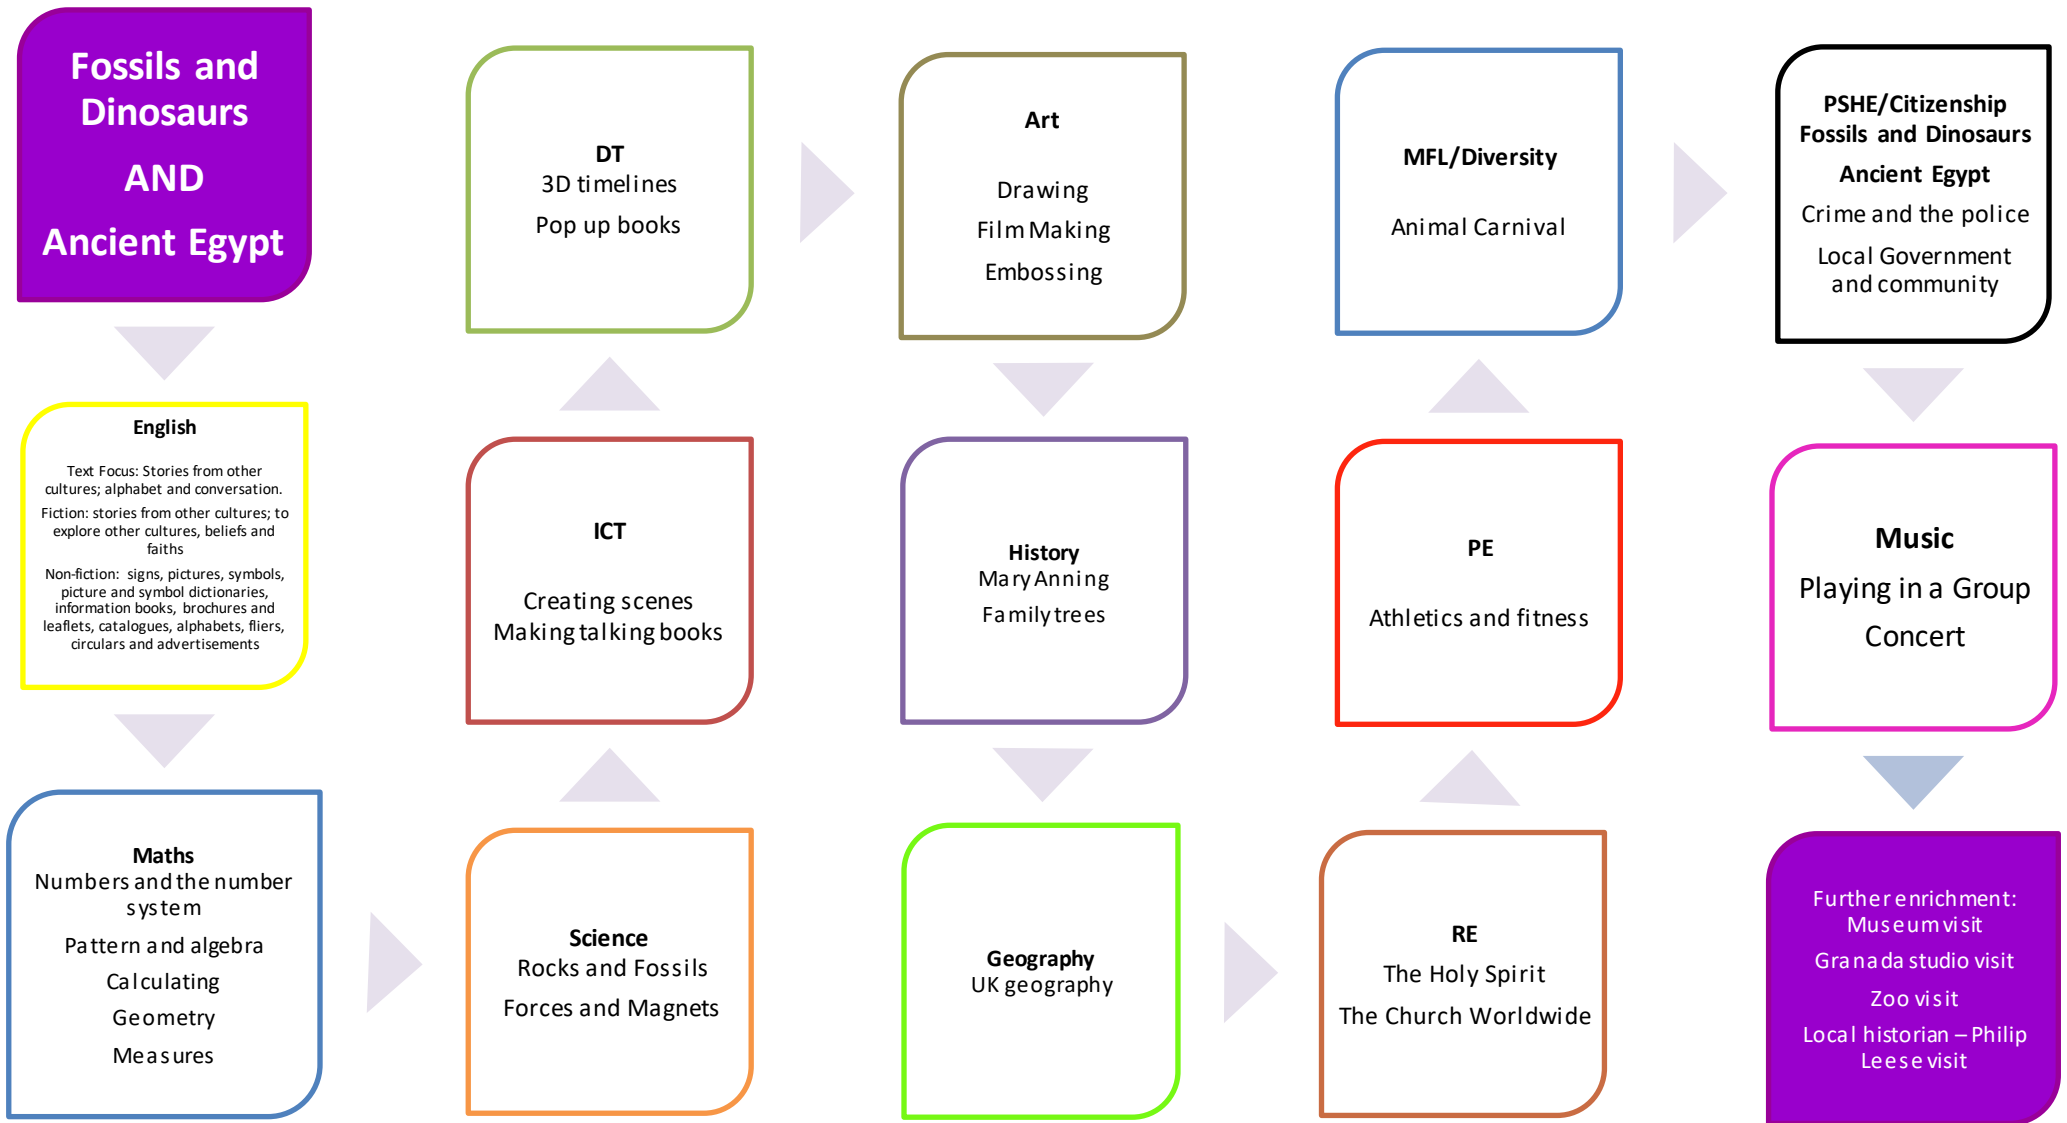 Fossils and
Dinosaurs
AND
Ancient Egypt
English
Text Focus: Stories from other
cultures; alphabet and conversation.
Fiction: stories from other cultures; to
explore other cultures, beliefs and
faiths
Non-fiction: signs, pictures, symbols,
picture and symbol dictionaries,
information books, brochures and
leaflets, catalogues, alphabets, fliers,
circulars and advertisements
Maths
Numbers and the number
system
Pattern and algebra
Calculating
Geometry
Measures
Science
Rocks and Fossils
Forces and Magnets
ICT
Creating scenes
Making talking books
DT
3D timelines
Pop up books
Art
Drawing
Film Making
Embossing
History
Mary Anning
Family trees
Geography
UK geography
RE
The Holy Spirit
The Church Worldwide
PE
Athletics and fitness
MFL/Diversity
Animal Carnival
PSHE/Citizenship
Fossils and Dinosaurs
Ancient Egypt
Crime and the police
Local Government
and community
Music
Playing in a Group
Concert
Further enrichment:
Museum visit
Granada studio visit
Zoo visit
Local historian – Philip
Leese visit